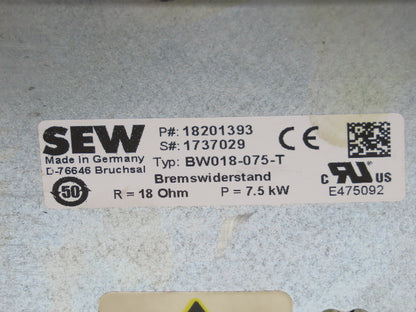 SEW
Made in Germany
D-76646 Bruchsal
P#: 18201393
S#: 1737029
Typ: BW018-075-T
Bremswiderstand
50
R = 18 Ohm P = 7.5 kW
CE
c RU US
E475092